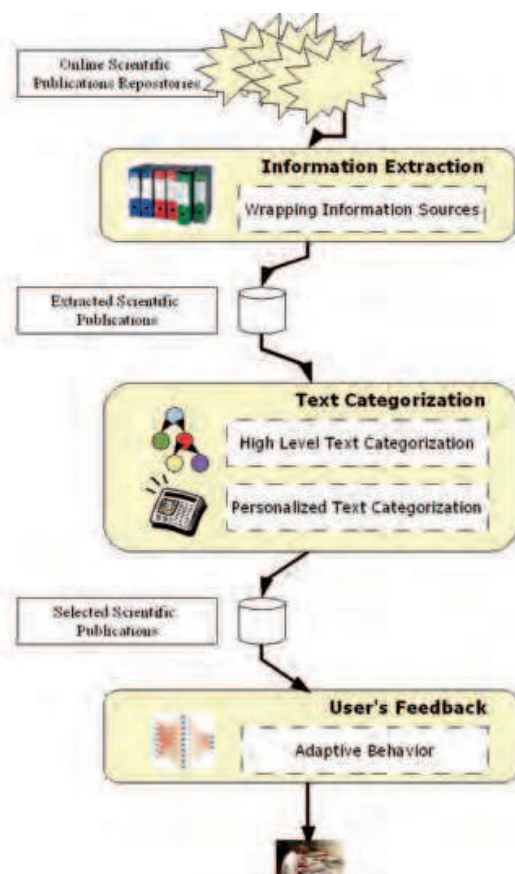 Online Scientific
Publications Repositories
Information Extraction
Wrapping Information Sources
Extracted Scientific
Publications
Text Categorization
High Level Text Categorization
Personalized Text Categorization
Selected Scientific
Publications
User's Feedback
Adaptive Behavior